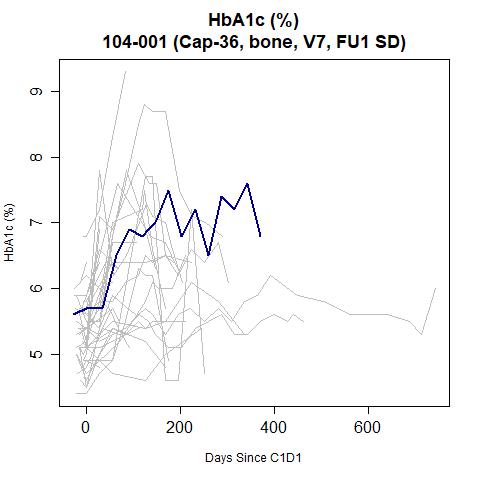 HbA1c (%)
104-001 (Cap-36, bone, V7, FU1 SD)
HbA1c (%)
9
8
7
6
5
0 200 400 600
Days Since C1D1